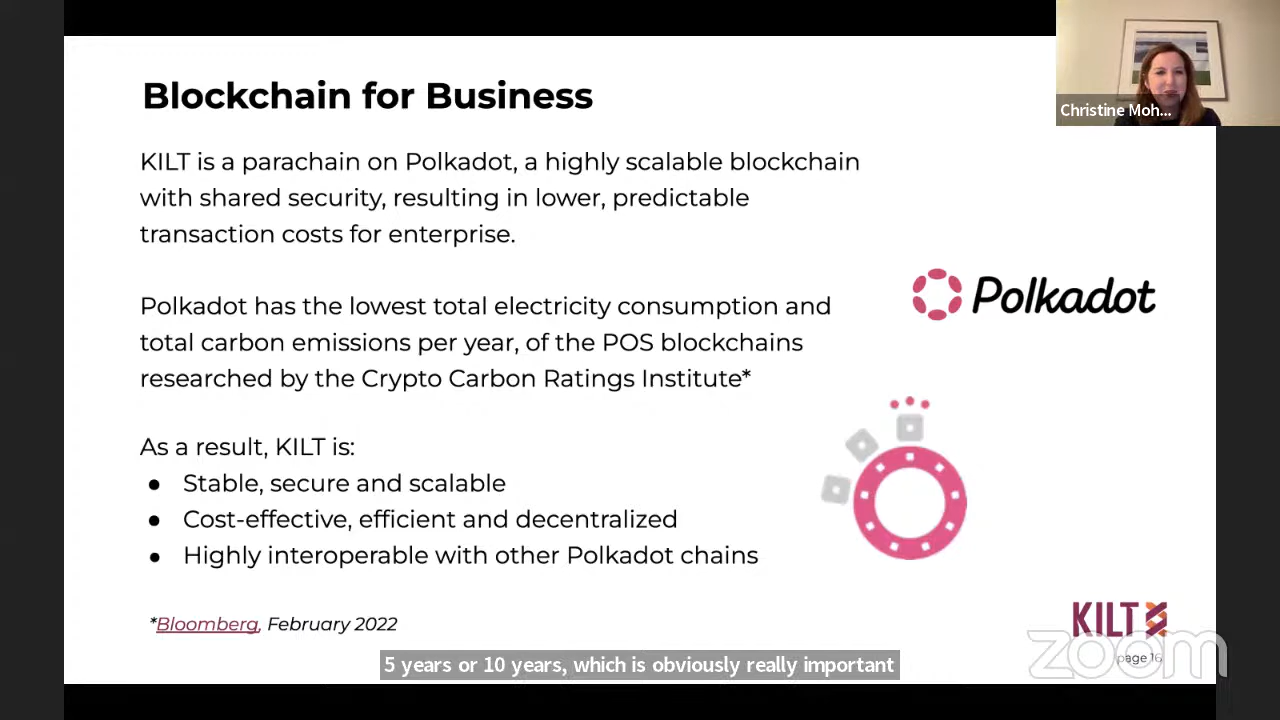 Blockchain for Business
Christine Moh...
KILT is a parachain on Polkadot, a highly scalable blockchain
with shared security, resulting in lower, predictable
transaction costs for enterprise.
Polkadot has the lowest total electricity consumption and
total carbon emissions per year, of the POS blockchains
researched by the Crypto Carbon Ratings Institute*
Polkadot
As a result, KILT is:
● Stable, secure and scalable
● Cost-effective, efficient and decentralized
● Highly interoperable with other Polkadot chains
*Bloomberg, February 2022
KILT
zoom
page 16
5 years or 10 years, which is obviously really important